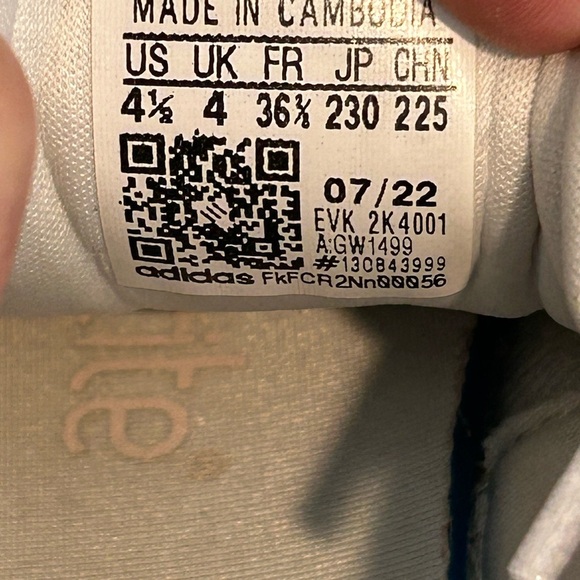 MADE IN CAMBODIA
US UK FR JP CHN
4½ 4 36⅔ 230 225
07/22
EVK 2K4001
A:GW1499
#130843999
adidas FkFCR2Nn00056
ite